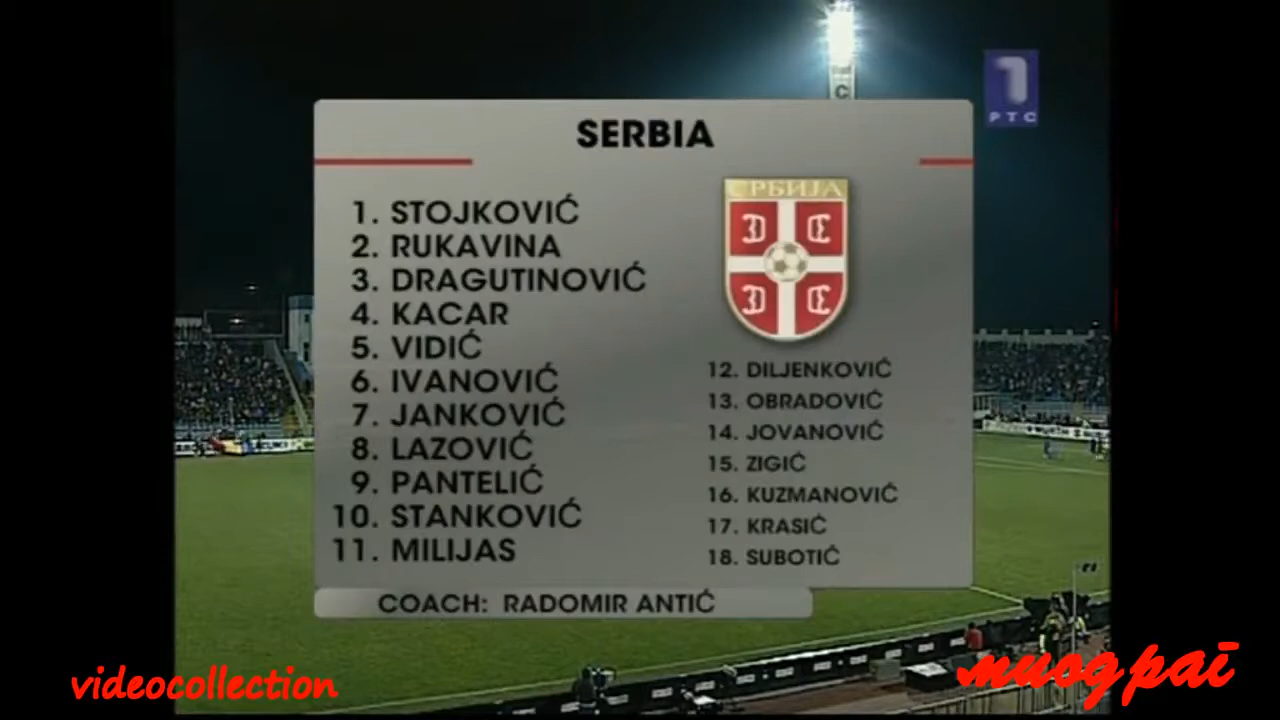 C
1
РТС
SERBIA
СРБИЈА
1. STOJKOVIĆ
2. RUKAVINA
3. DRAGUTINOVIĆ
4. KACAR
5. VIDIĆ
6. IVANOVIĆ
7. JANKOVIĆ
8. LAZOVIĆ
9. PANTELIĆ
10. STANKOVIĆ
11. MILIJAS
12. DILJENKOVIĆ
13. OBRADOVIĆ
14. JOVANOVIĆ
15. ZIGIĆ
16. KUZMANOVIĆ
17. KRASIĆ
18. SUBOTIĆ
COACH: RADOMIR ANTIĆ
videocollection